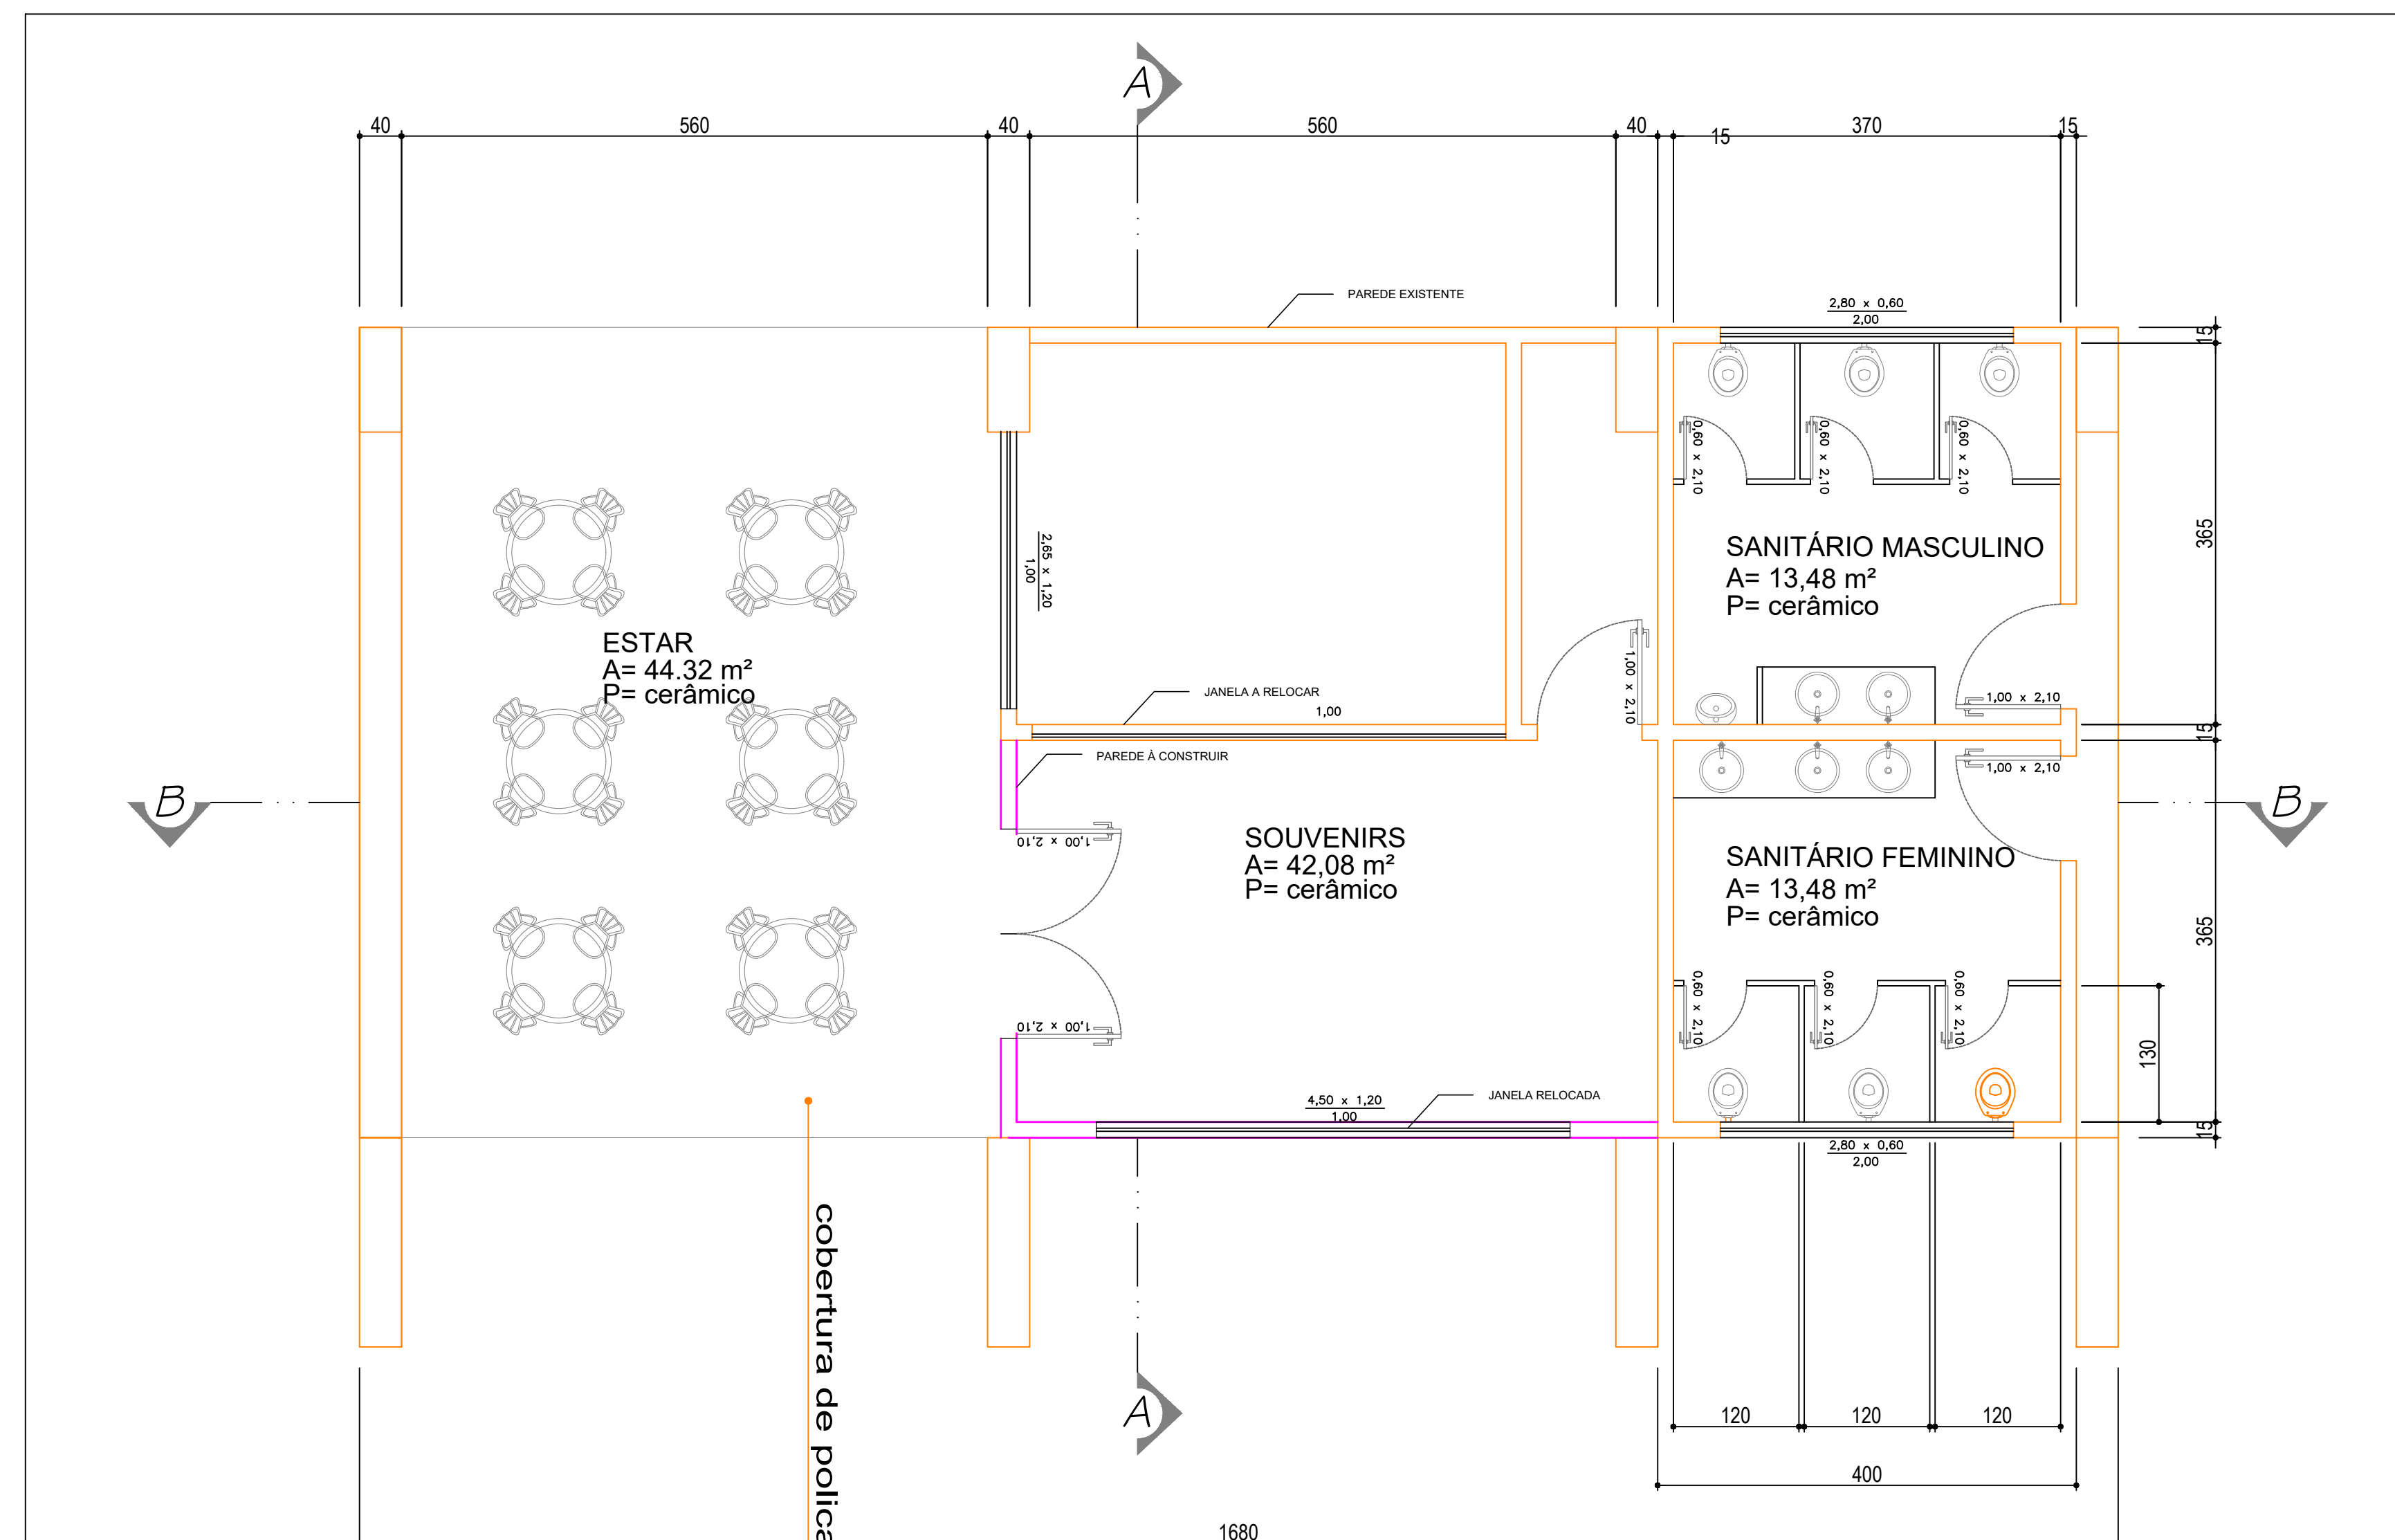 A
40
560
40
560
40
15
370
15
PAREDE EXISTENTE
2,80 x 0,60
2,00
15
0,60 x 2,10
0,60 x 2,10
0,60 x 2,10
365
2,65 x 1,20
1,00
SANITÁRIO MASCULINO
A= 13,48 m²
P= cerâmico
ESTAR
A= 44.32 m²
P= cerâmico
JANELA A RELOCAR
1,00
1,00 x 2,10
1,00 x 2,10
15
PAREDE À CONSTRUIR
1,00 x 2,10
B
B
1,00 x 2,10
SOUVENIRS
A= 42,08 m²
P= cerâmico
SANITÁRIO FEMININO
A= 13,48 m²
P= cerâmico
365
0,60 x 2,10
0,60 x 2,10
0,60 x 2,10
1,00 x 2,10
130
4,50 x 1,20
1,00
JANELA RELOCADA
15
2,80 x 0,60
2,00
cobertura de polica
A
120
120
120
400
1680